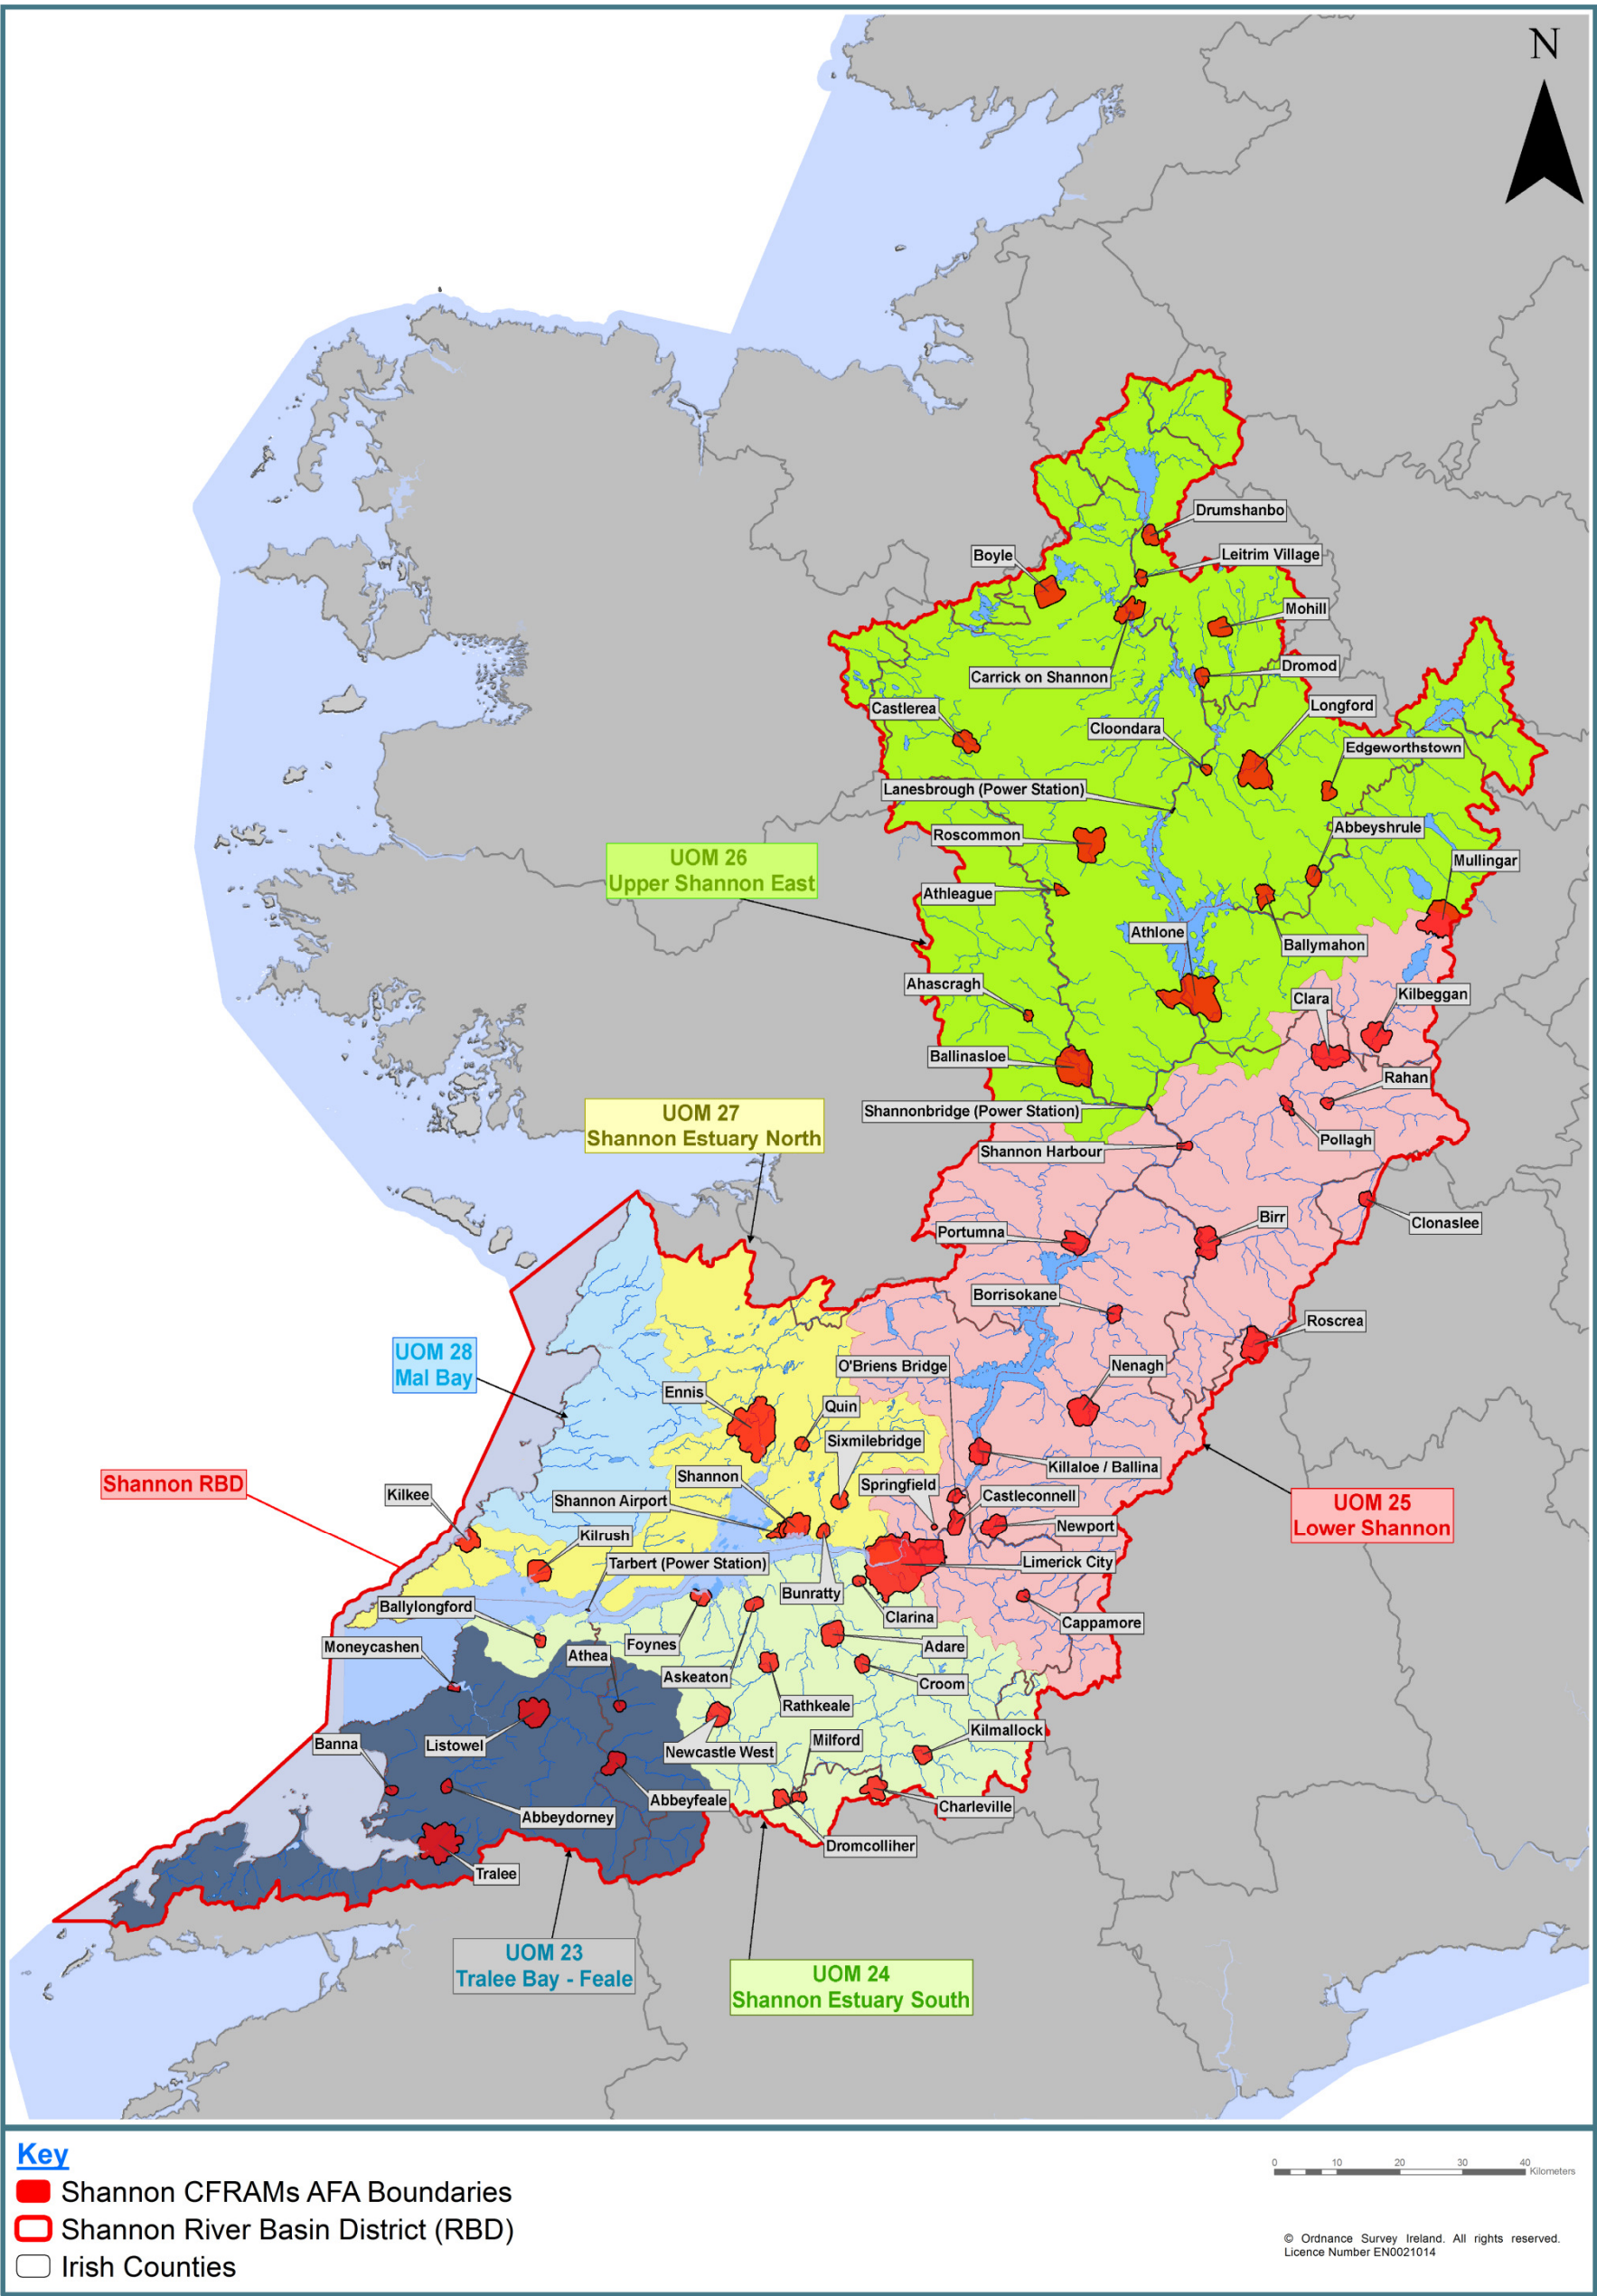 N
Drumshanbo
Boyle
Leitrim Village
Mohill
Carrick on Shannon
Dromod
Castlerea
Longford
Cloondara
Edgeworthstown
Lanesbrough (Power Station)
Roscommon
Abbeyshrule
Mullingar
UOM 26
Upper Shannon East
Athleague
Athlone
Ballymahon
Ahascragh
Clara
Kilbeggan
Ballinasloe
Rahan
Shannonbridge (Power Station)
UOM 27
Shannon Estuary North
Pollagh
Shannon Harbour
Birr
Clonaslee
Portumna
Borrisokane
Roscrea
UOM 28
Mal Bay
O'Briens Bridge
Nenagh
Ennis
Quin
Sixmilebridge
Killaloe / Ballina
Shannon
Springfield
Shannon RBD
Kilkee
Shannon Airport
Castleconnell
UOM 25
Lower Shannon
Newport
Kilrush
Tarbert (Power Station)
Limerick City
Bunratty
Ballylongford
Clarina
Cappamore
Moneycashen
Athea
Foynes
Adare
Askeaton
Croom
Rathkeale
Banna
Listowel
Newcastle West
Milford
Kilmallock
Abbeyfeale
Abbeydorney
Charleville
Dromcolliher
Tralee
UOM 23
Tralee Bay - Feale
UOM 24
Shannon Estuary South
Key
Shannon CFRAMs AFA Boundaries
Shannon River Basin District (RBD)
Irish Counties
0 10 20 30 40
Kilometers
© Ordnance Survey Ireland. All rights reserved.
Licence Number EN0021014